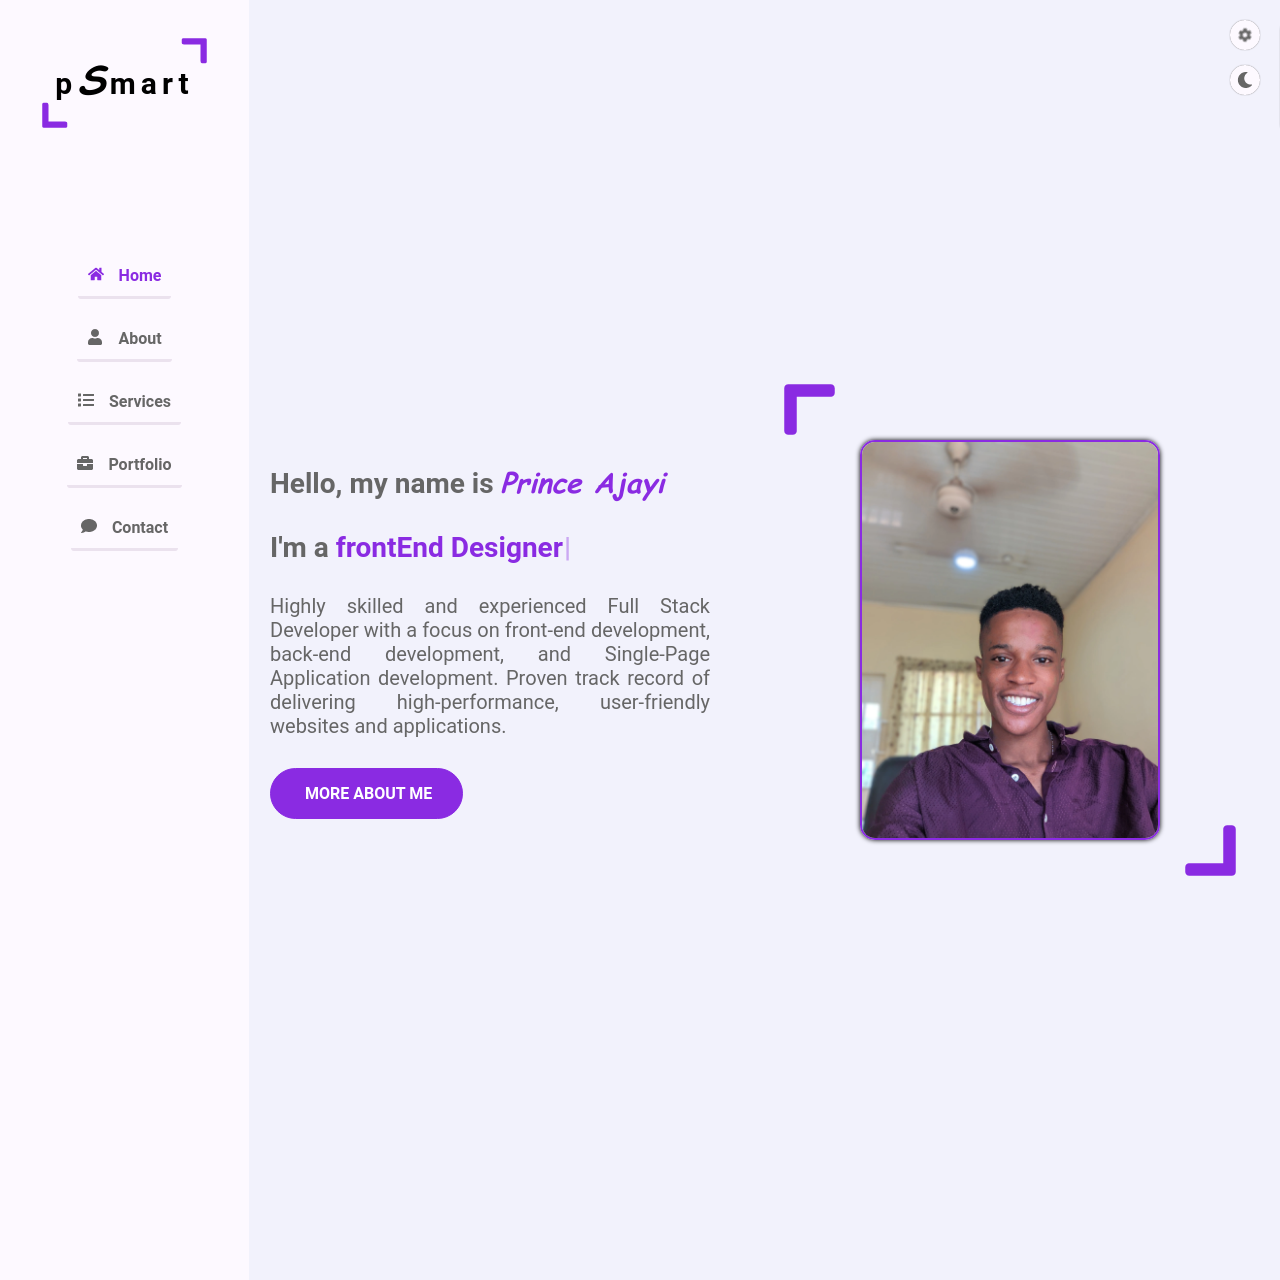 pSmart
Home
About
Services
Portfolio
Contact
Hello, my name is Prince Ajayi
I'm a frontEnd Designer|
Highly skilled and experienced Full Stack
Developer with a focus on front-end development,
back-end development, and Single-Page
Application development. Proven track record of
delivering high-performance, user-friendly
websites and applications.
MORE ABOUT ME